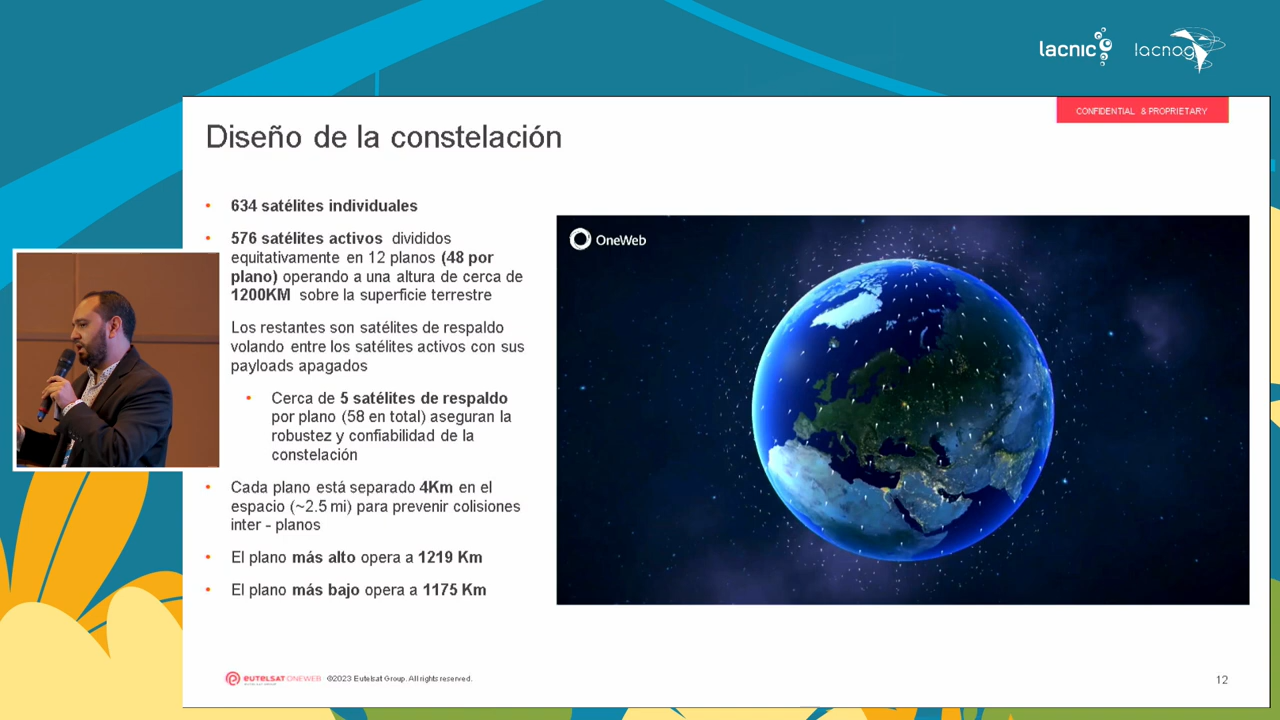 lacnic
lacnog
CONFIDENTIAL & PROPRIETARY
Diseño de la constelación
• 634 satélites individuales
• 576 satélites activos divididos
equitativamente en 12 planos (48 por
plano) operando a una altura de cerca de
1200KM sobre la superficie terrestre
Los restantes son satélites de respaldo
volando entre los satélites activos con sus
payloads apagados
• Cerca de 5 satélites de respaldo
por plano (58 en total) aseguran la
robustez y confiabilidad de la
constelación
• Cada plano está separado 4Km en el
espacio (~2.5 mi) para prevenir colisiones
inter - planos
• El plano más alto opera a 1219 Km
• El plano más bajo opera a 1175 Km
OneWeb
eutelsat ONEWEB ©2023 Eutelsat Group. All rights reserved.
12